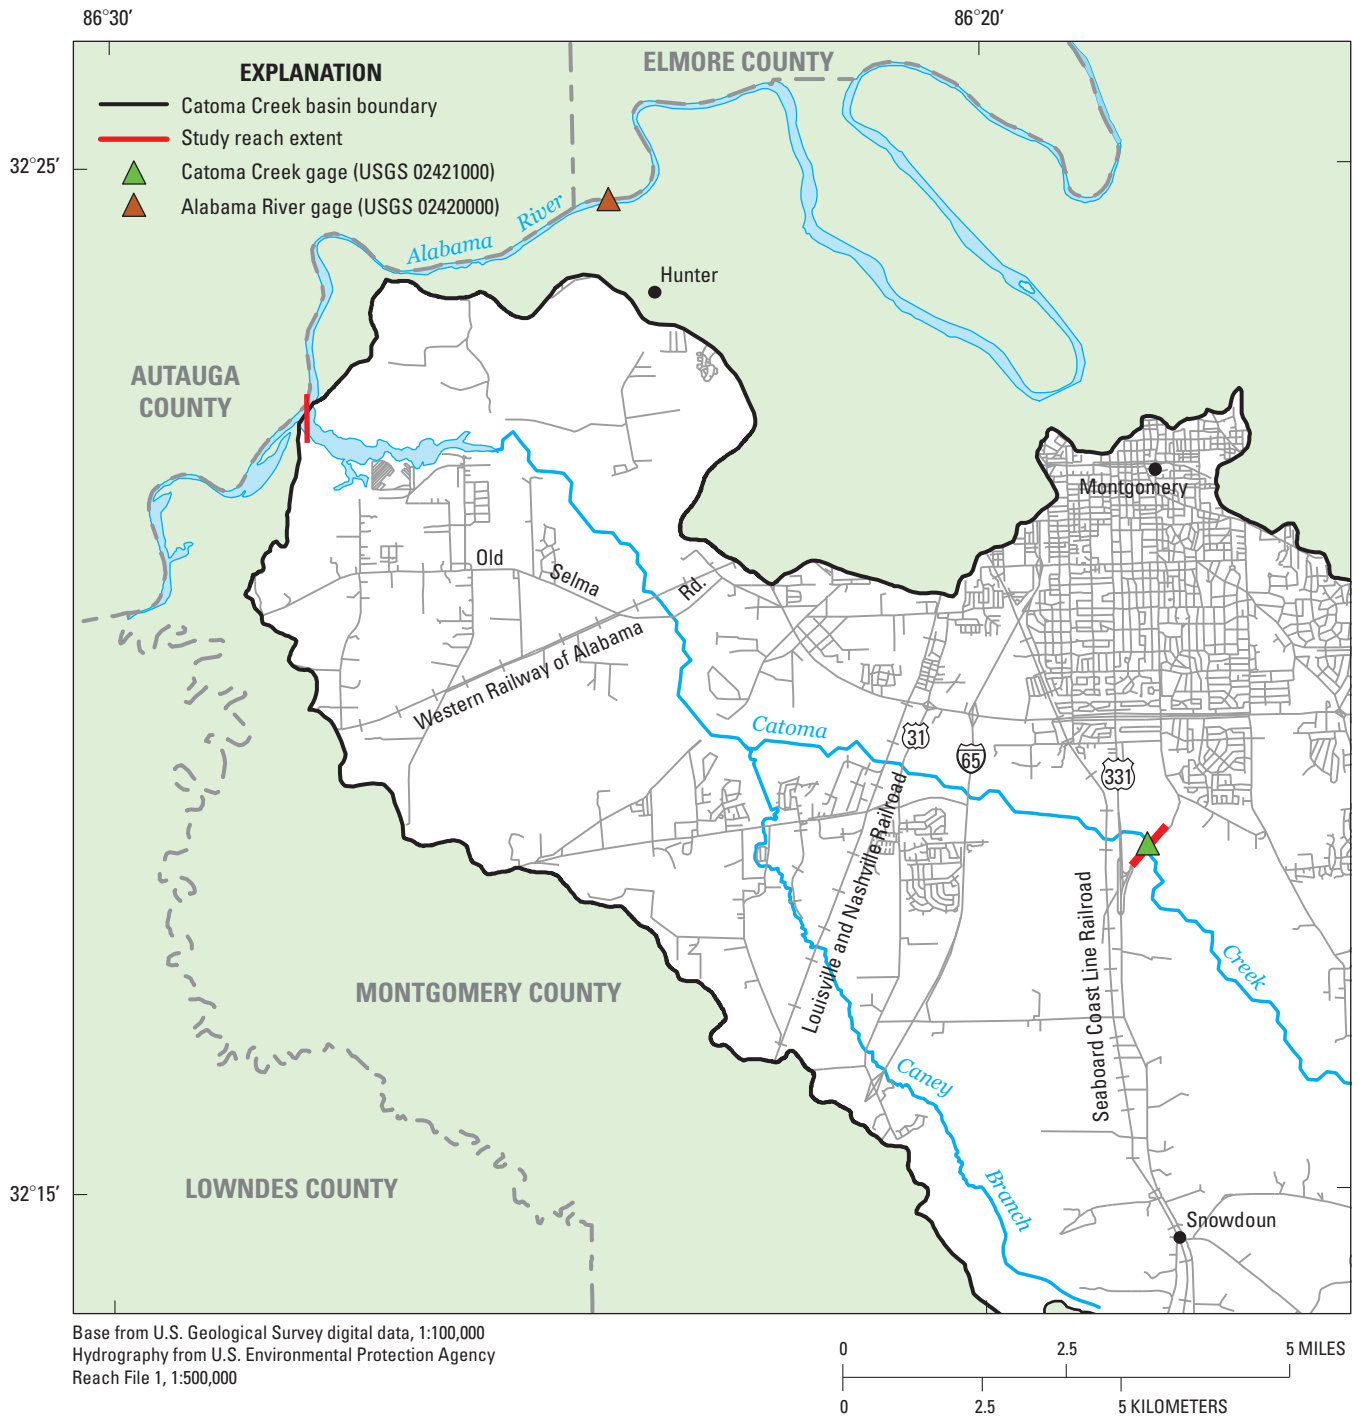 86°30′
86°20′
EXPLANATION
Catoma Creek basin boundary
Study reach extent
Catoma Creek gage (USGS 02421000)
Alabama River gage (USGS 02420000)
ELMORE COUNTY
32°25′
Alabama River
Hunter
AUTAUGA
COUNTY
Montgomery
Old Selma Rd.
Western Railway of Alabama
Catoma
31
65
331
Louisville and Nashville Railroad
Seaboard Coast Line Railroad
Creek
MONTGOMERY COUNTY
Caney
Branch
LOWNDES COUNTY
32°15′
Snowdoun
Base from U.S. Geological Survey digital data, 1:100,000
Hydrography from U.S. Environmental Protection Agency
Reach File 1, 1:500,000
0 2.5 5 MILES
0 2.5 5 KILOMETERS